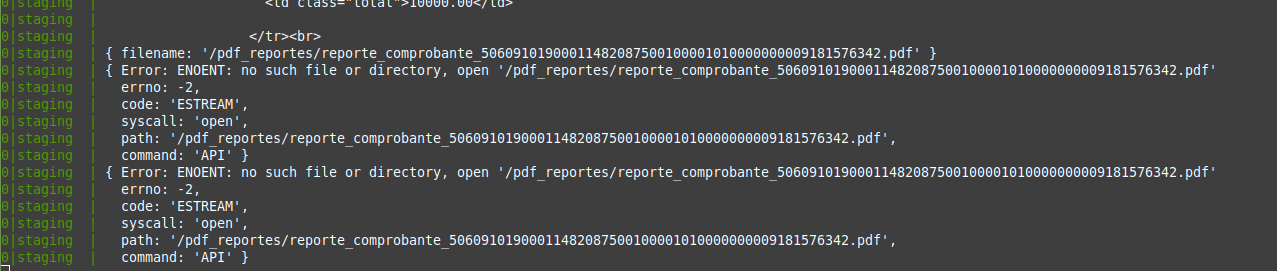 0|staging  |                     <td class="total">10000.00</td>
0|staging  |
0|staging  |                   </tr><br>
0|staging  | { filename: '/pdf_reportes/reporte_comprobante_50609101900011482087500100001010000000009181576342.pdf' }
0|staging  | { Error: ENOENT: no such file or directory, open '/pdf_reportes/reporte_comprobante_50609101900011482087500100001010000000009181576342.pdf'
0|staging  |   errno: -2,
0|staging  |   code: 'ESTREAM',
0|staging  |   syscall: 'open',
0|staging  |   path: '/pdf_reportes/reporte_comprobante_50609101900011482087500100001010000000009181576342.pdf',
0|staging  |   command: 'API' }
0|staging  | { Error: ENOENT: no such file or directory, open '/pdf_reportes/reporte_comprobante_50609101900011482087500100001010000000009181576342.pdf'
0|staging  |   errno: -2,
0|staging  |   code: 'ESTREAM',
0|staging  |   syscall: 'open',
0|staging  |   path: '/pdf_reportes/reporte_comprobante_50609101900011482087500100001010000000009181576342.pdf',
0|staging  |   command: 'API' }